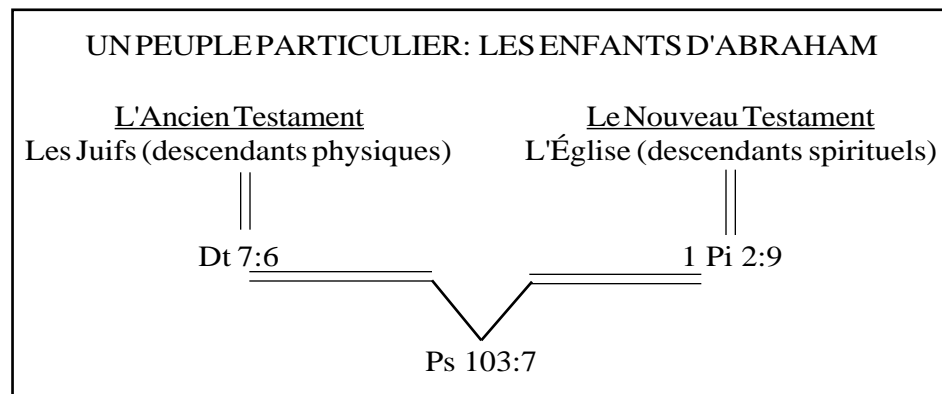 UN PEUPLE PARTICULIER: LES ENFANTS D'ABRAHAM
L'Ancien Testament
Les Juifs (descendants physiques)
Le Nouveau Testament
L'Église (descendants spirituels)
Dt 7:6
1 Pi 2:9
Ps 103:7